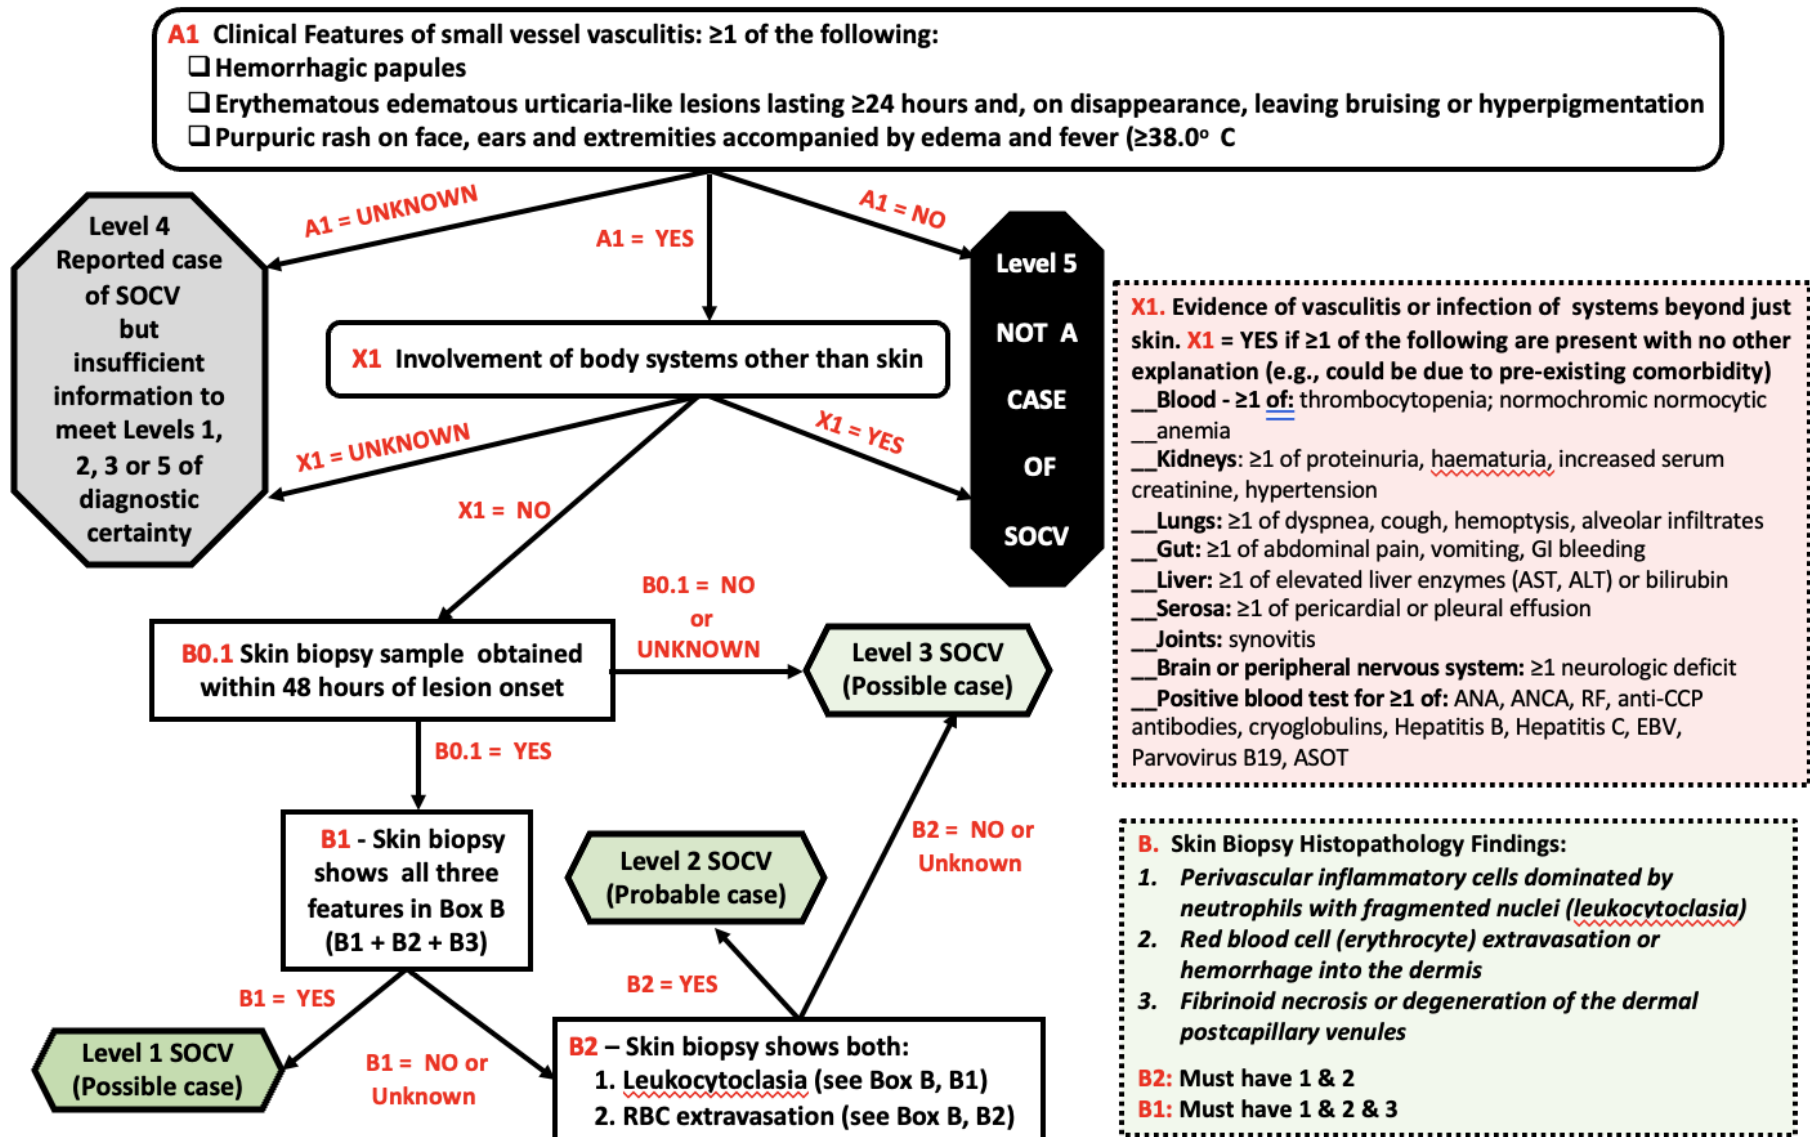 A1 Clinical Features of small vessel vasculitis: ≥1 of the following:
❑ Hemorrhagic papules
❑ Erythematous edematous urticaria-like lesions lasting ≥24 hours and, on disappearance, leaving bruising or hyperpigmentation
❑ Purpuric rash on face, ears and extremities accompanied by edema and fever (≥38.0º C
A1 = UNKNOWN
A1 = YES
A1 = NO
Level 4
Reported case
of SOCV
but
insufficient
information to
meet Levels 1,
2, 3 or 5 of
diagnostic
certainty
Level 5
NOT A
CASE
OF
SOCV
X1 Involvement of body systems other than skin
X1 = UNKNOWN
X1 = NO
X1 = YES
X1. Evidence of vasculitis or infection of systems beyond just
skin. X1 = YES if ≥1 of the following are present with no other
explanation (e.g., could be due to pre-existing comorbidity)
__Blood - ≥1 of: thrombocytopenia; normochromic normocytic
__anemia
__Kidneys: ≥1 of proteinuria, haematuria, increased serum
creatinine, hypertension
__Lungs: ≥1 of dyspnea, cough, hemoptysis, alveolar infiltrates
__Gut: ≥1 of abdominal pain, vomiting, GI bleeding
__Liver: ≥1 of elevated liver enzymes (AST, ALT) or bilirubin
__Serosa: ≥1 of pericardial or pleural effusion
__Joints: synovitis
__Brain or peripheral nervous system: ≥1 neurologic deficit
__Positive blood test for ≥1 of: ANA, ANCA, RF, anti-CCP
antibodies, cryoglobulins, Hepatitis B, Hepatitis C, EBV,
Parvovirus B19, ASOT
B0.1 Skin biopsy sample obtained
within 48 hours of lesion onset
B0.1 = NO
or
UNKNOWN
Level 3 SOCV
(Possible case)
B0.1 = YES
B1 - Skin biopsy
shows all three
features in Box B
(B1 + B2 + B3)
Level 2 SOCV
(Probable case)
B2 = NO or
Unknown
B2 = YES
B1 = YES
Level 1 SOCV
(Possible case)
B1 = NO or
Unknown
B2 – Skin biopsy shows both:
1. Leukocytoclasia (see Box B, B1)
2. RBC extravasation (see Box B, B2)
B. Skin Biopsy Histopathology Findings:
1. Perivascular inflammatory cells dominated by
neutrophils with fragmented nuclei (leukocytoclasia)
2. Red blood cell (erythrocyte) extravasation or
hemorrhage into the dermis
3. Fibrinoid necrosis or degeneration of the dermal
postcapillary venules
B2: Must have 1 & 2
B1: Must have 1 & 2 & 3